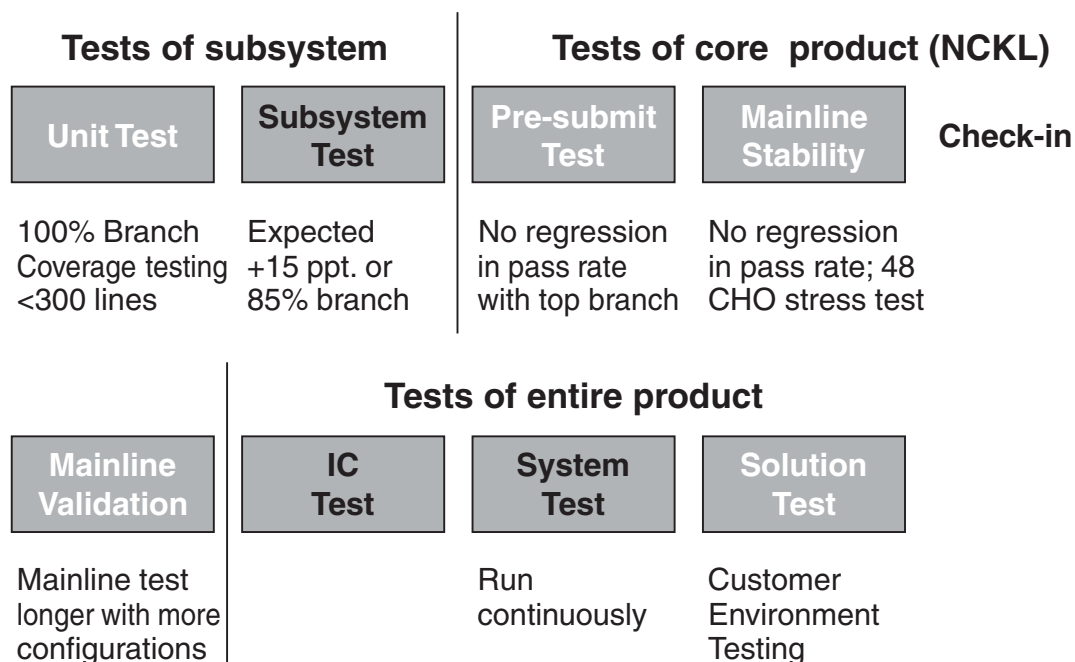 Tests of subsystem
Tests of core product (NCKL)
Unit Test
Subsystem
Test
Pre-submit
Test
Mainline
Stability
Check-in
100% Branch
Coverage testing
<300 lines
Expected
+15 ppt. or
85% branch
No regression
in pass rate
with top branch
No regression
in pass rate; 48
CHO stress test
Tests of entire product
Mainline
Validation
IC
Test
System
Test
Solution
Test
Mainline test
longer with more
configurations
Run
continuously
Customer
Environment
Testing